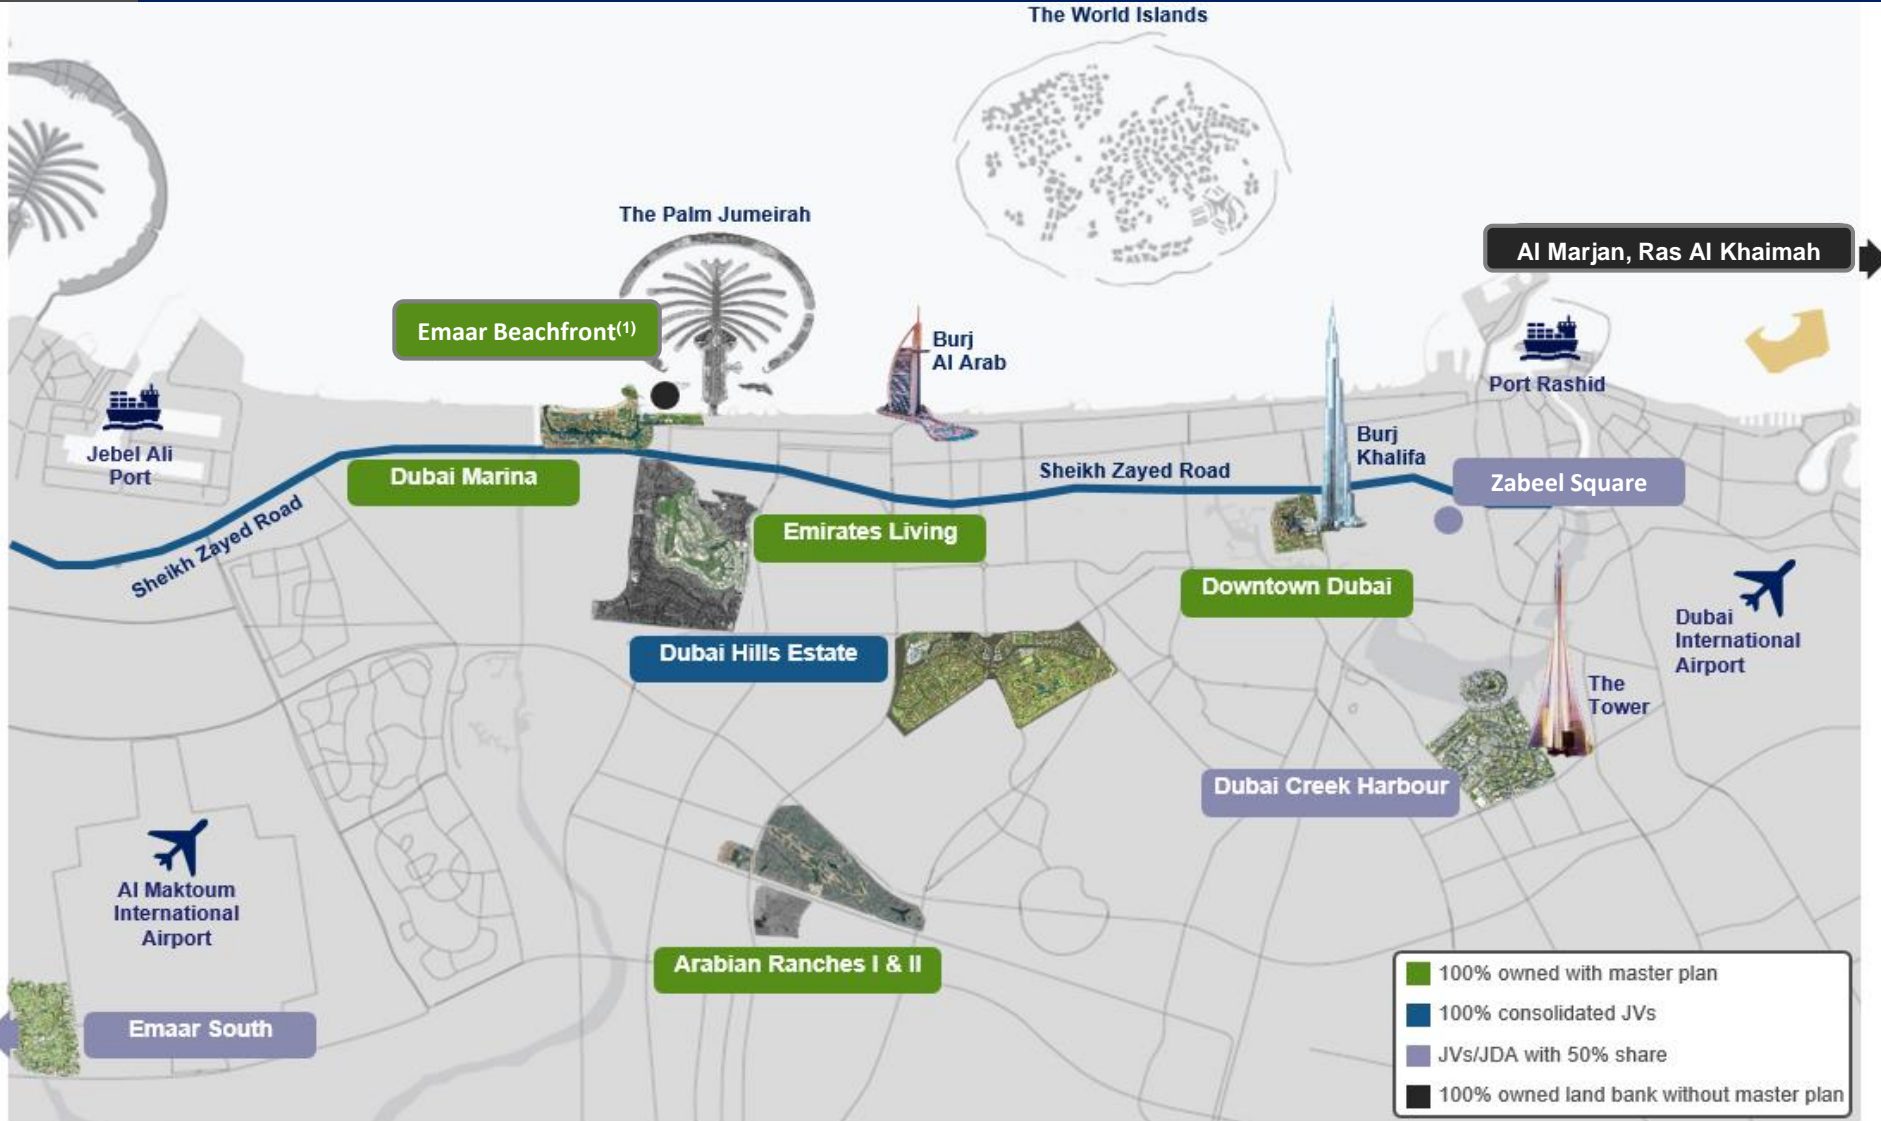 The World Islands
The Palm Jumeirah
Al Marjan, Ras Al Khaimah
Emaar Beachfront(1)
Burj
Al Arab
Port Rashid
Jebel Ali
Port
Dubai Marina
Sheikh Zayed Road
Burj
Khalifa
Zabeel Square
Sheikh Zayed Road
Emirates Living
Downtown Dubai
Dubai
International
Airport
Dubai Hills Estate
The
Tower
Dubai Creek Harbour
Al Maktoum
International
Airport
Arabian Ranches I & II
Emaar South
100% owned with master plan
100% consolidated JVs
JVs/JDA with 50% share
100% owned land bank without master plan